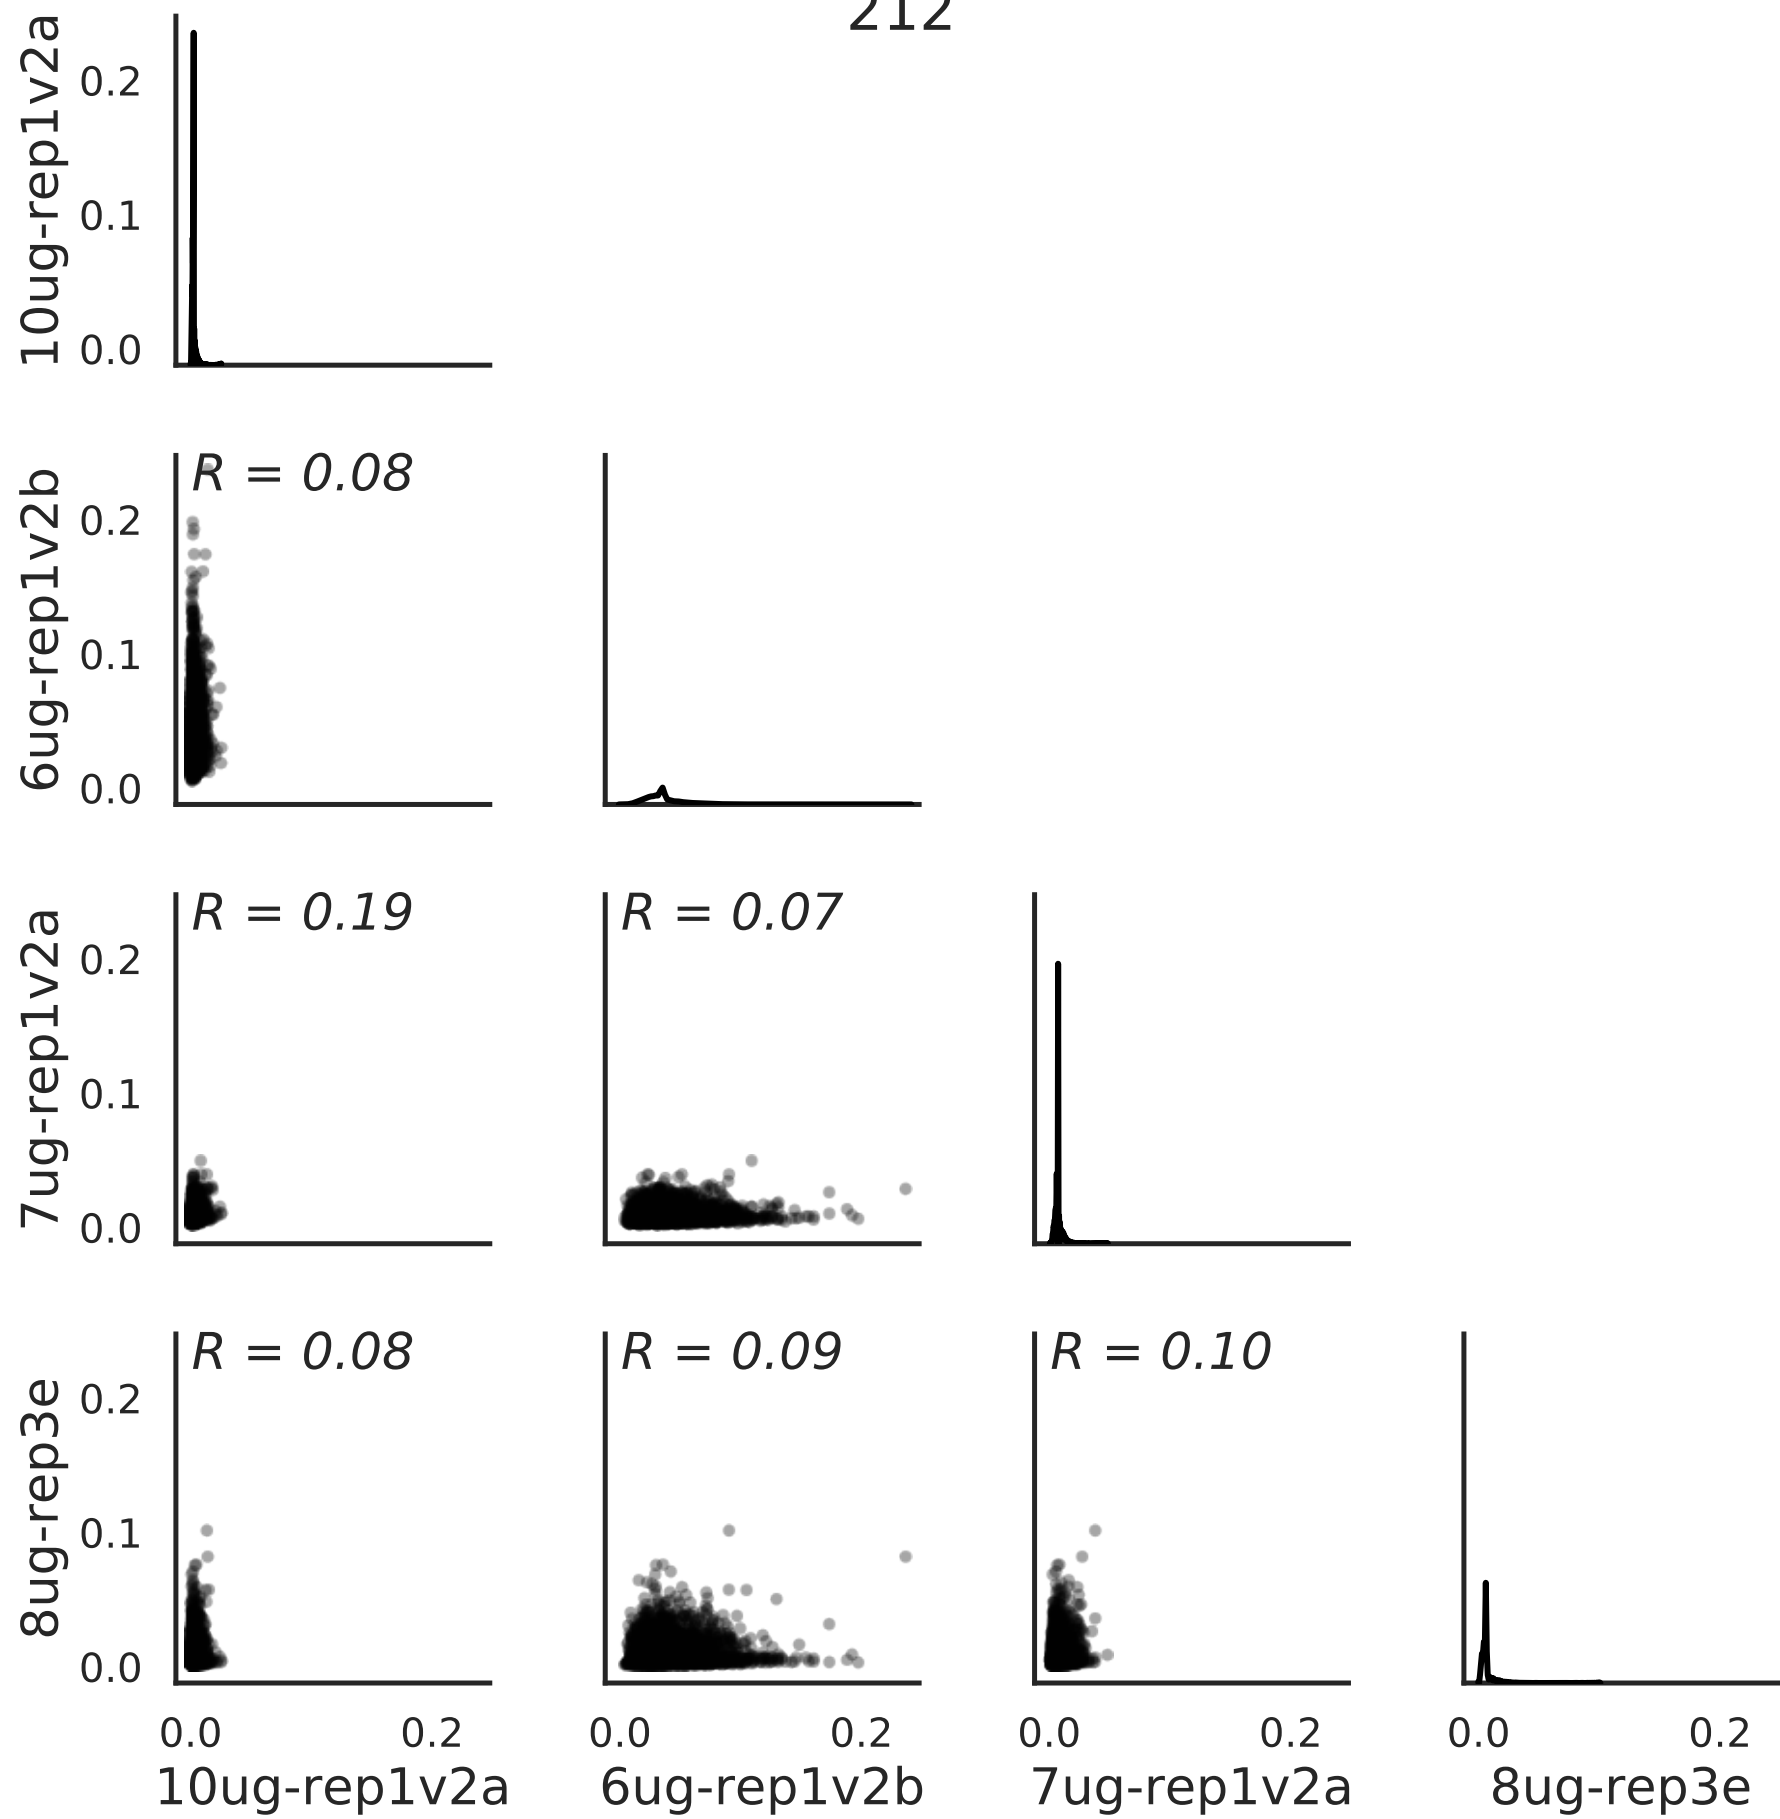 212
10ug-rep1v2a
0.2
0.1
0.0
6ug-rep1v2b
0.2
0.1
0.0
R = 0.08
7ug-rep1v2a
0.2
0.1
0.0
R = 0.19
R = 0.07
8ug-rep3e
0.2
0.1
0.0
R = 0.08
R = 0.09
R = 0.10
0.0 0.2 0.0 0.2 0.0 0.2 0.0 0.2
10ug-rep1v2a 6ug-rep1v2b 7ug-rep1v2a 8ug-rep3e